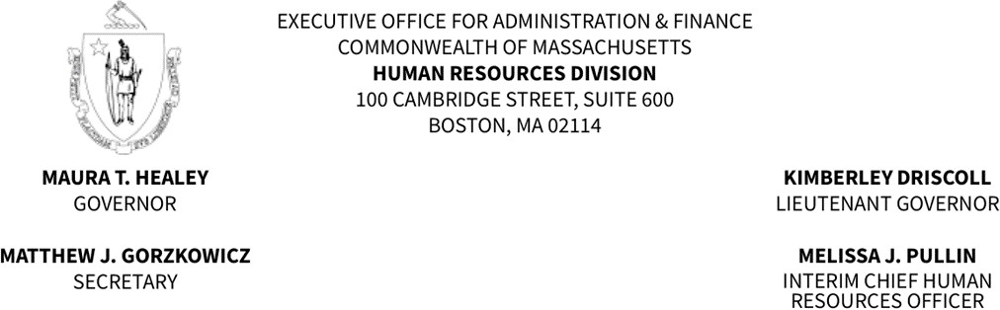 EXECUTIVE OFFICE FOR ADMINISTRATION & FINANCE
COMMONWEALTH OF MASSACHUSETTS
HUMAN RESOURCES DIVISION
100 CAMBRIDGE STREET, SUITE 600
BOSTON, MA 02114
MAURA T. HEALEY
GOVERNOR
KIMBERLEY DRISCOLL
LIEUTENANT GOVERNOR
MATTHEW J. GORZKOWICZ
SECRETARY
MELISSA J. PULLIN
INTERIM CHIEF HUMAN
RESOURCES OFFICER